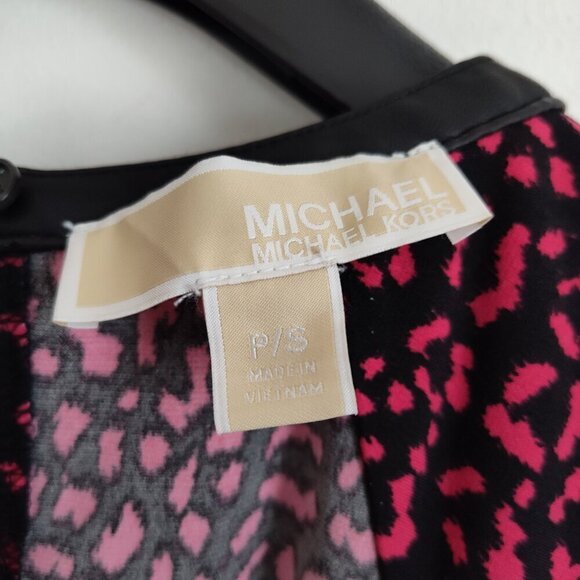 MICHAEL
MICHAEL KORS
P/S
MADE IN
VIETNAM